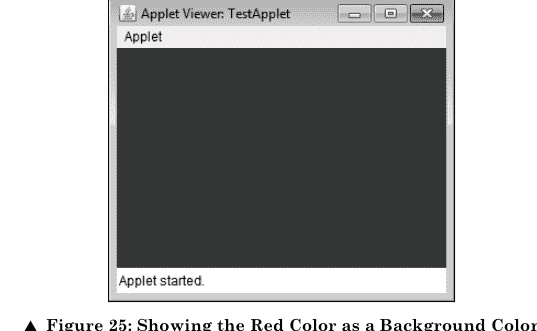 Applet Viewer: TestApplet
Applet
Applet started.
▲ Figure 25: Showing the Red Color as a Background Color